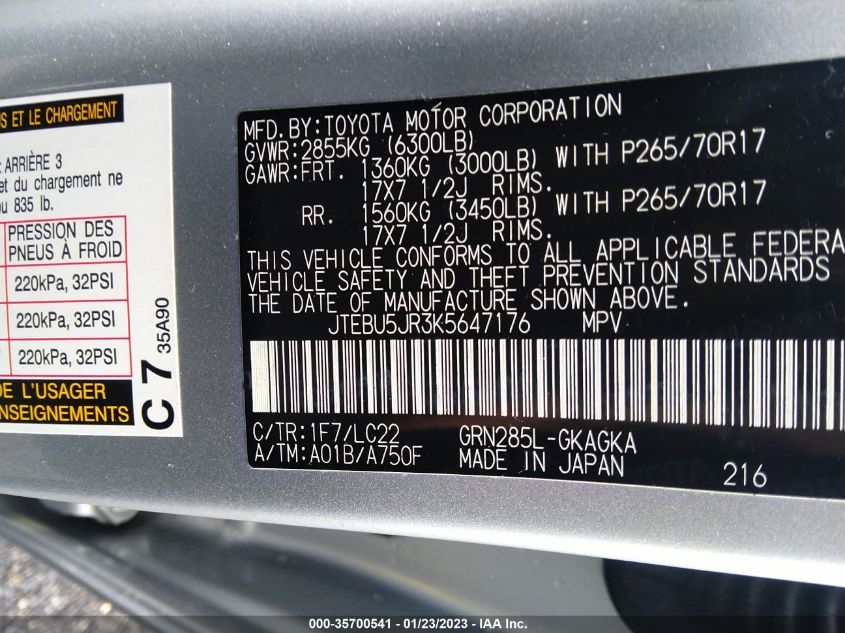 US ET LE CHARGEMENT
ARRIÈRE 3
et du chargement ne
ou 835 lb.
PRESSION DES
PNEUS À FROID
220kPa, 32PSI
220kPa, 32PSI
220kPa, 32PSI
DE L'USAGER
ENSEIGNEMENTS
C 7
35A90
MFD.BY:TOYOTA MOTOR CORPORATION
GVWR:2855KG (6300LB)
GAWR:FRT. 1360KG (3000LB) WITH P265/70R17
17X7 1/2J RIMS.
RR. 1560KG (3450LB) WITH P265/70R17
17X7 1/2J RIMS.
THIS VEHICLE CONFORMS TO ALL APPLICABLE FEDERA
VEHICLE SAFETY AND THEFT PREVENTION STANDARDS
THE DATE OF MANUFACTURE SHOWN ABOVE.
JTEBU5JR3K5647176 MPV
C/TR:1F7/LC22 GRN285L-GKAGKA
A/TM:A01B/A750F MADE IN JAPAN 216
000-35700541 - 01/23/2023 - IAA Inc.